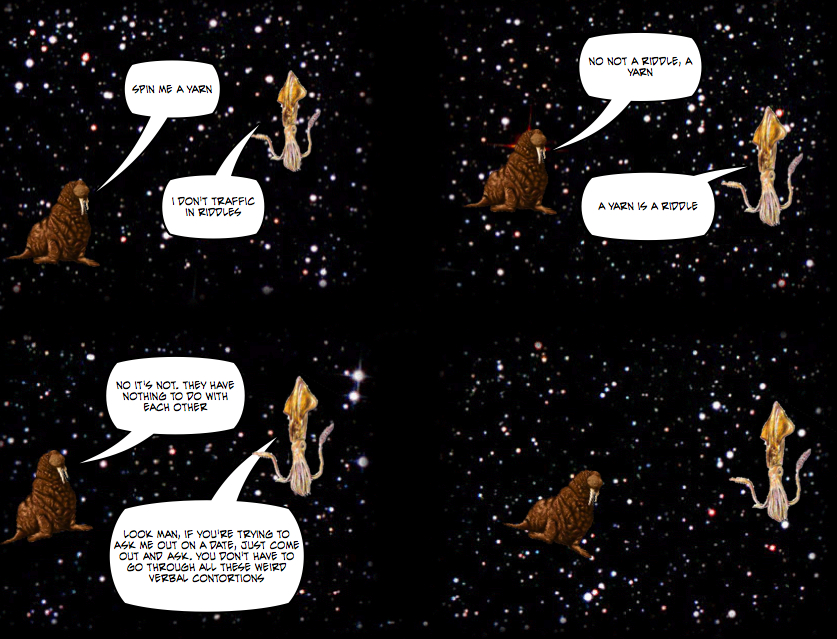 SPIN ME A YARN
I DON'T TRAFFIC
IN RIDDLES
NO NOT A RIDDLE, A
YARN
A YARN IS A RIDDLE
NO IT'S NOT. THEY HAVE
NOTHING TO DO WITH
EACH OTHER
LOOK MAN, IF YOU'RE TRYING TO
ASK ME OUT ON A DATE, JUST COME
OUT AND ASK. YOU DON'T HAVE TO
GO THROUGH ALL THESE WEIRD
VERBAL CONTORTIONS